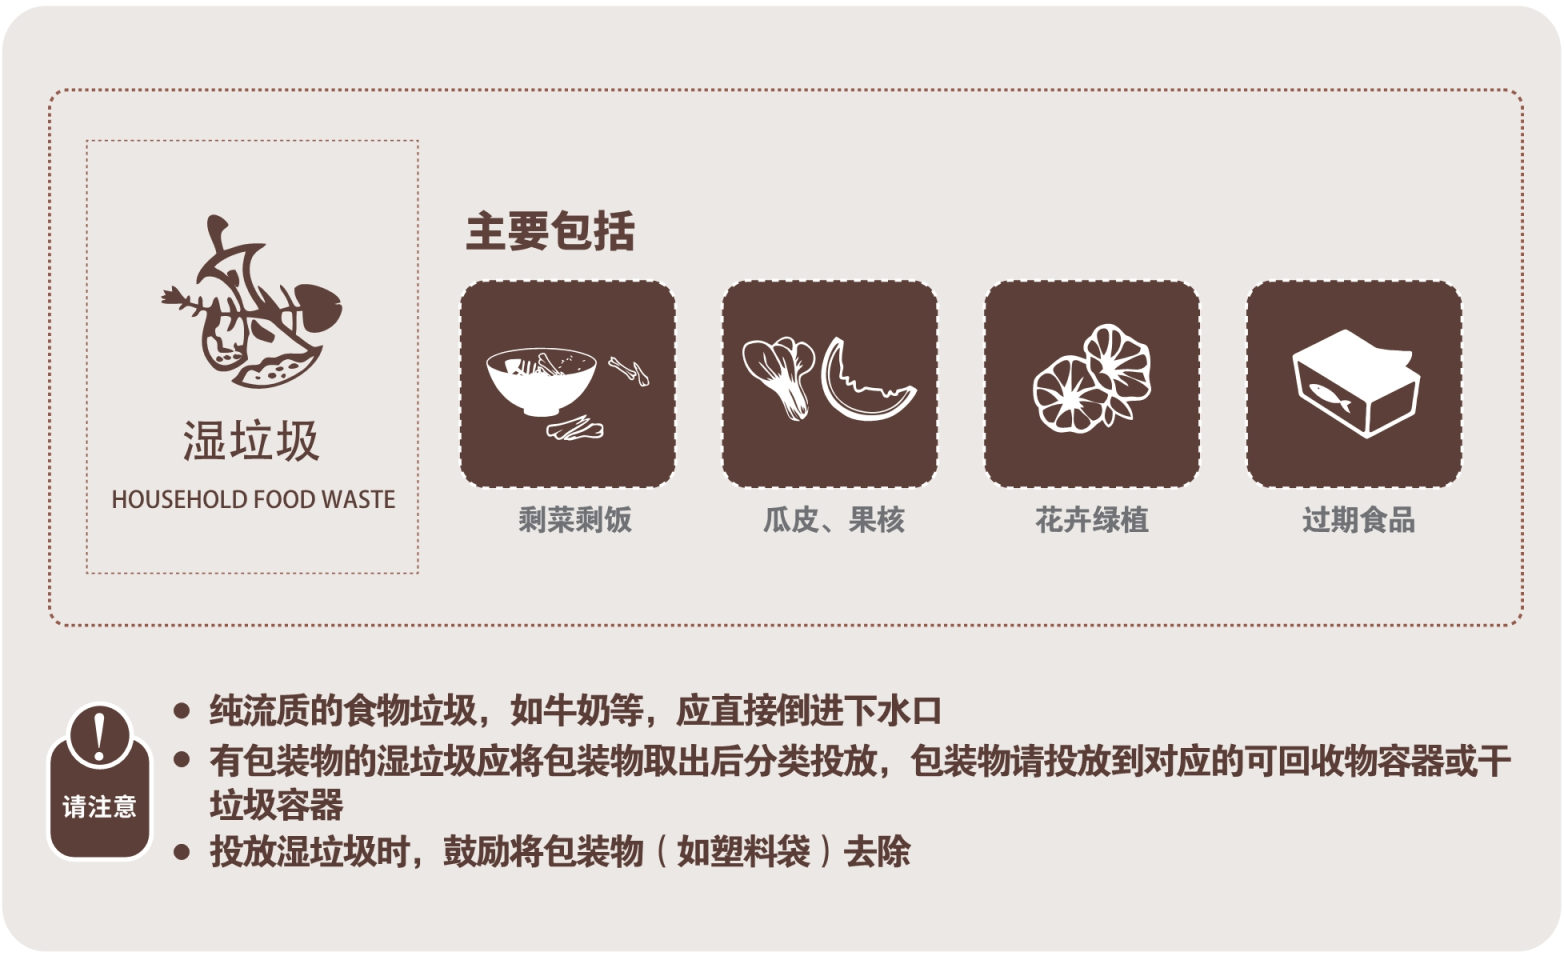 湿垃圾
HOUSEHOLD FOOD WASTE
主要包括
剩菜剩饭
瓜皮、果核
花卉绿植
过期食品
请注意
● 纯流质的食物垃圾，如牛奶等，应直接倒进下水口
● 有包装物的湿垃圾应将包装物取出后分类投放，包装物请投放到对应的可回收物容器或干
垃圾容器
● 投放湿垃圾时，鼓励将包装物（如塑料袋）去除